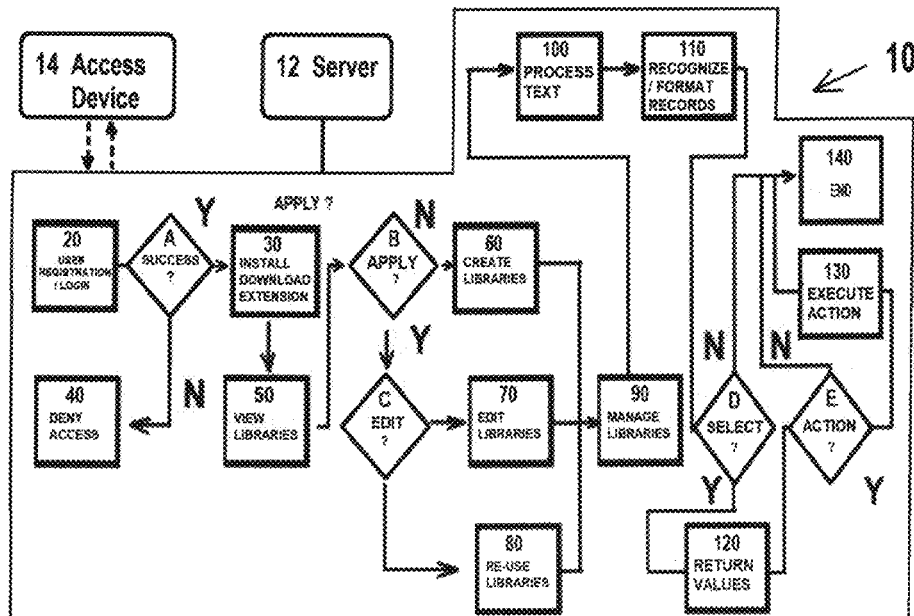 14 Access
Device
12 Server
100
PROCESS
TEXT
110
RECOGNIZE
/ FORMAT
RECORDS
10
140
END
Y
APPLY ?
N
20
USER
REGISTRATION
/ LOGIN
A
SUCCESS
?
30
INSTALL
DOWNLOAD
EXTENSION
B
APPLY
?
60
CREATE
LIBRARIES
130
EXECUTE
ACTION
N
N
Y
N
40
DENY
ACCESS
50
VIEW
LIBRARIES
C
EDIT
?
70
EDIT
LIBRARIES
90
MANAGE
LIBRARIES
D
SELECT
?
E
ACTION
?
Y
Y
80
RE-USE
LIBRARIES
120
RETURN
VALUES